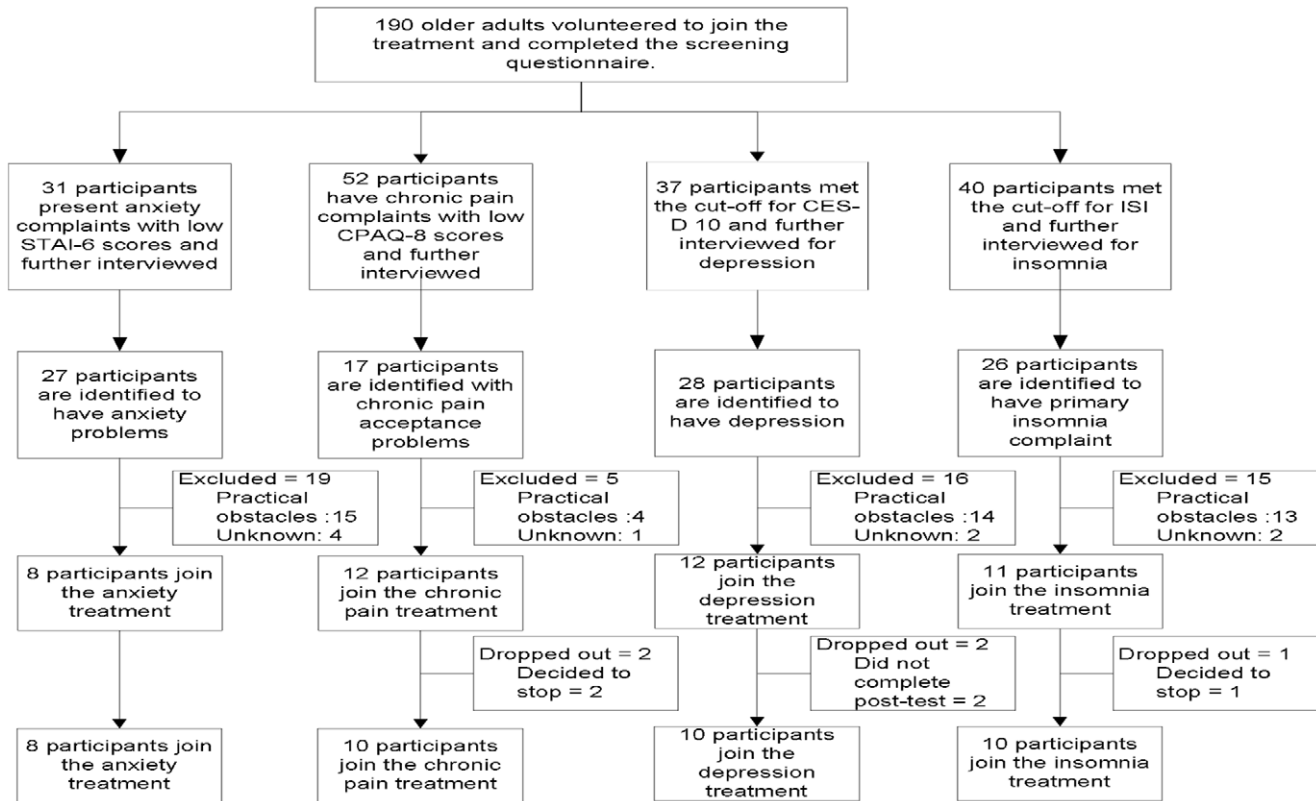 190 older adults volunteered to join the
treatment and completed the screening
questionnaire.
31 participants
present anxiety
complaints with low
STAI-6 scores and
further interviewed
52 participants
have chronic pain
complaints with low
CPAQ-8 scores
and further
interviewed
37 participants met
the cut-off for CES-
D 10 and further
interviewed for
depression
40 participants met
the cut-off for ISI
and further
interviewed for
insomnia
27 participants
are identified to
have anxiety
problems
17 participants
are identified with
chronic pain
acceptance
problems
28 participants
are identified to
have depression
26 participants
are identified to
have primary
insomnia
complaint
Excluded = 19
Practical
obstacles :15
Unknown: 4
Excluded = 5
Practical
obstacles :4
Unknown: 1
Excluded = 16
Practical
obstacles :14
Unknown: 2
Excluded = 15
Practical
obstacles :13
Unknown: 2
8 participants join
the anxiety
treatment
12 participants
join the chronic
pain treatment
12 participants
join the
depression
treatment
11 participants
join the insomnia
treatment
Dropped out = 2
Decided to
stop = 2
Dropped out = 2
Did not
complete
post-test = 2
Dropped out = 1
Decided to
stop = 1
8 participants join
the anxiety
treatment
10 participants
join the chronic
pain treatment
10 participants
join the
depression
treatment
10 participants
join the insomnia
treatment